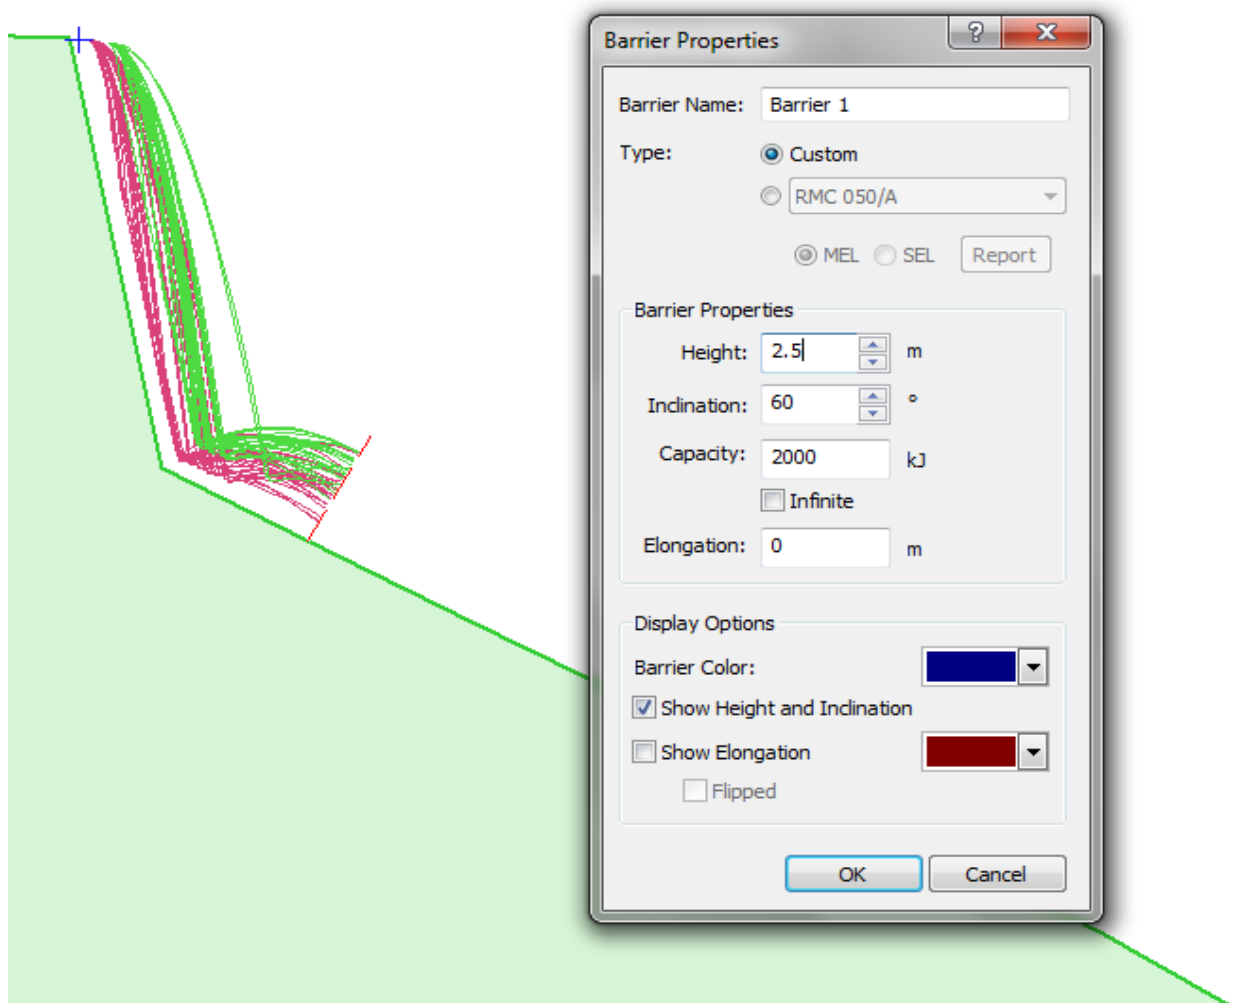 Barrier Properties
?
Barrier Name: Barrier 1
Type: Custom
RMC 050/A
MEL SEL Report
Barrier Properties
Height: 2.5 m
Inclination: 60 °
Capacity: 2000 kJ
Infinite
Elongation: 0 m
Display Options
Barrier Color:
Show Height and Inclination
Show Elongation
Flipped
OK Cancel